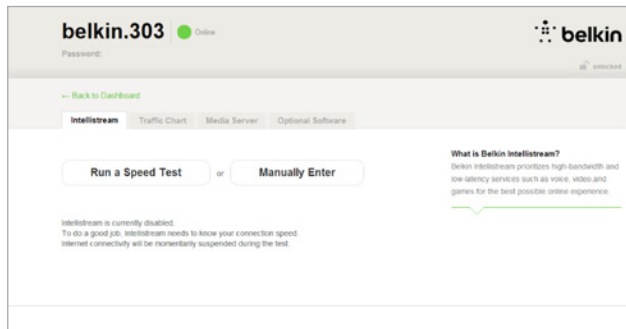 belkin.303 Online
belkin
Password:
unlocked
← Back to Dashboard
Intellistream Traffic Chart Media Server Optional Software
Run a Speed Test or Manually Enter
Intellistream is currently disabled.
To do a good job, Intellistream needs to know your connection speed.
Internet connectivity will be momentarily suspended during the test.
What is Belkin Intellistream?
Belkin Intellistream prioritizes high-bandwidth and
low-latency services such as voice, video,and
games for the best possible online experience.